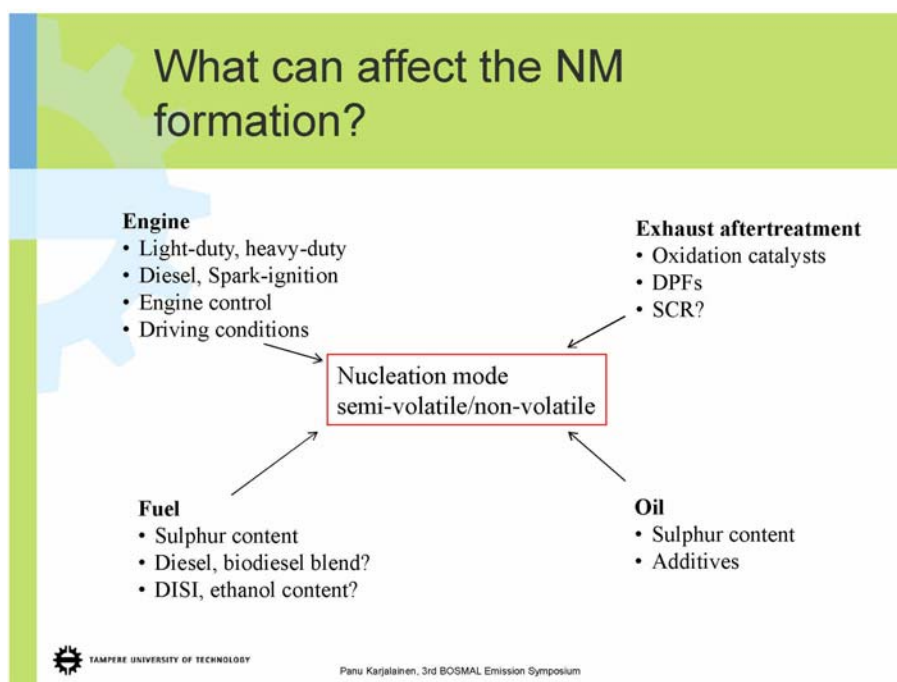 What can affect the NM
formation?
Engine
• Light-duty, heavy-duty
• Diesel, Spark-ignition
• Engine control
• Driving conditions
Exhaust aftertreatment
• Oxidation catalysts
• DPFs
• SCR?
Nucleation mode
semi-volatile/non-volatile
Fuel
• Sulphur content
• Diesel, biodiesel blend?
• DISI, ethanol content?
Oil
• Sulphur content
• Additives
TAMPERE UNIVERSITY OF TECHNOLOGY
Panu Karjalainen, 3rd BOSMAL Emission Symposium